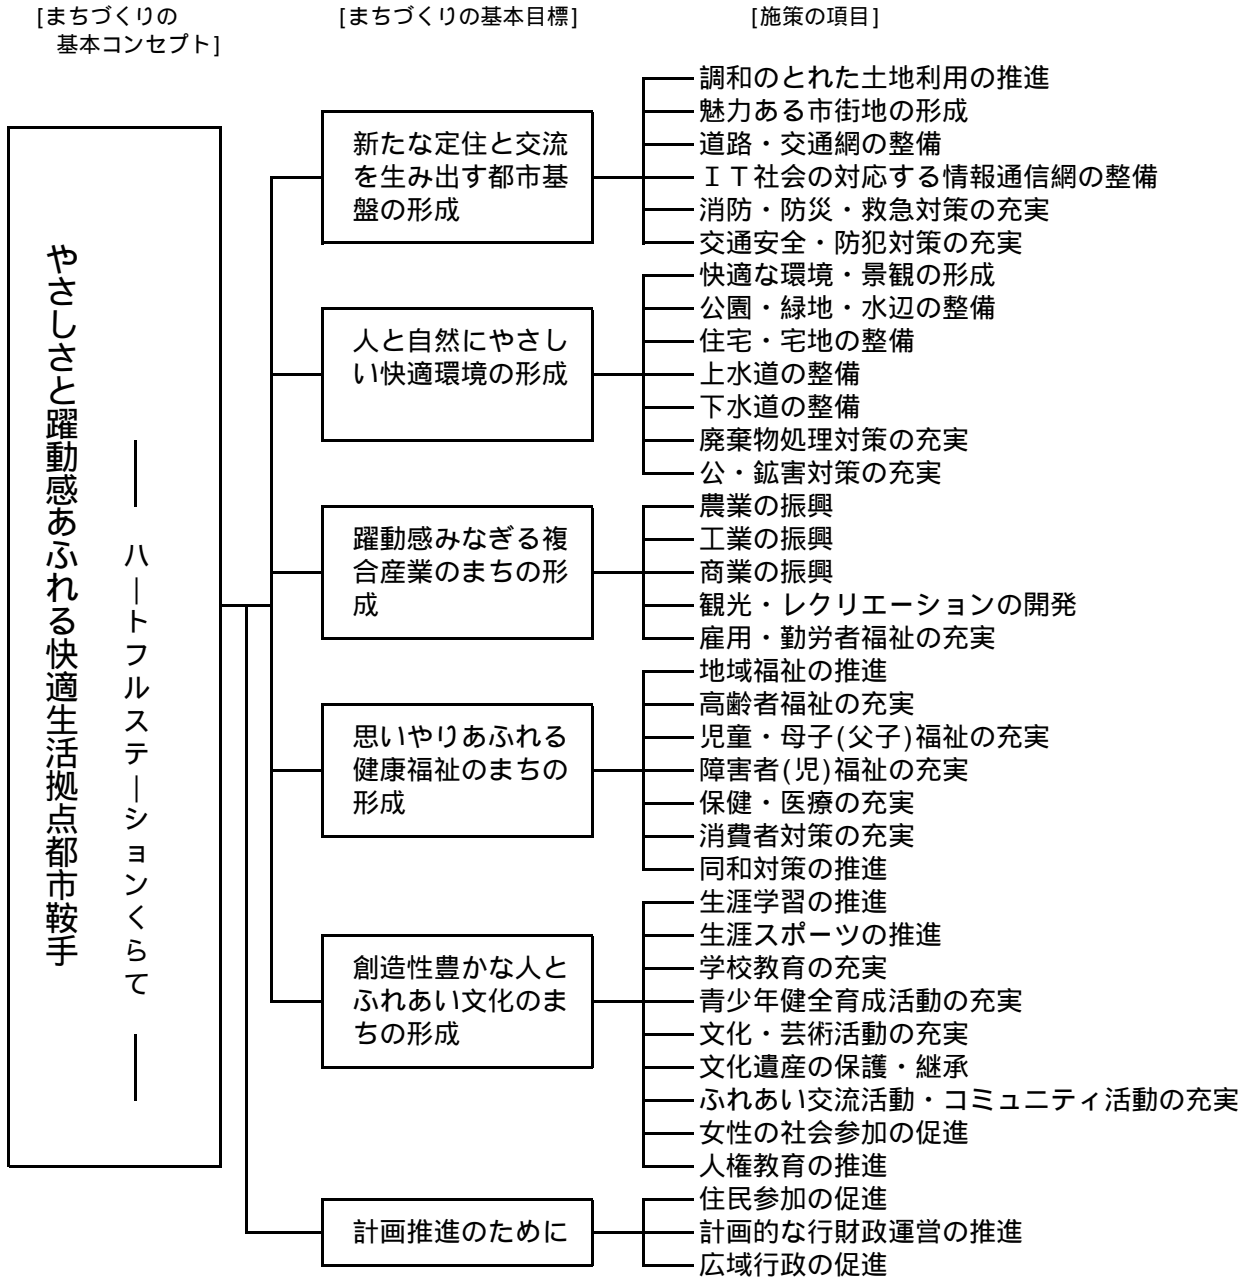 [まちづくりの
基本コンセプト]
[まちづくりの基本目標]
[施策の項目]
やさしさと躍動感あふれる快適生活拠点都市鞍手
―― ハートフルステーションくらて ――
新たな定住と交流
を生み出す都市基
盤の形成
調和のとれた土地利用の推進
魅力ある市街地の形成
道路・交通網の整備
ＩＴ社会の対応する情報通信網の整備
消防・防災・救急対策の充実
交通安全・防犯対策の充実
人と自然にやさし
い快適環境の形成
快適な環境・景観の形成
公園・緑地・水辺の整備
住宅・宅地の整備
上水道の整備
下水道の整備
廃棄物処理対策の充実
公・鉱害対策の充実
躍動感みなぎる複
合産業のまちの形
成
農業の振興
工業の振興
商業の振興
観光・レクリエーションの開発
雇用・勤労者福祉の充実
思いやりあふれる
健康福祉のまちの
形成
地域福祉の推進
高齢者福祉の充実
児童・母子(父子)福祉の充実
障害者(児)福祉の充実
保健・医療の充実
消費者対策の充実
同和対策の推進
創造性豊かな人と
ふれあい文化のま
ちの形成
生涯学習の推進
生涯スポーツの推進
学校教育の充実
青少年健全育成活動の充実
文化・芸術活動の充実
文化遺産の保護・継承
ふれあい交流活動・コミュニティ活動の充実
女性の社会参加の促進
人権教育の推進
計画推進のために
住民参加の促進
計画的な行財政運営の推進
広域行政の促進